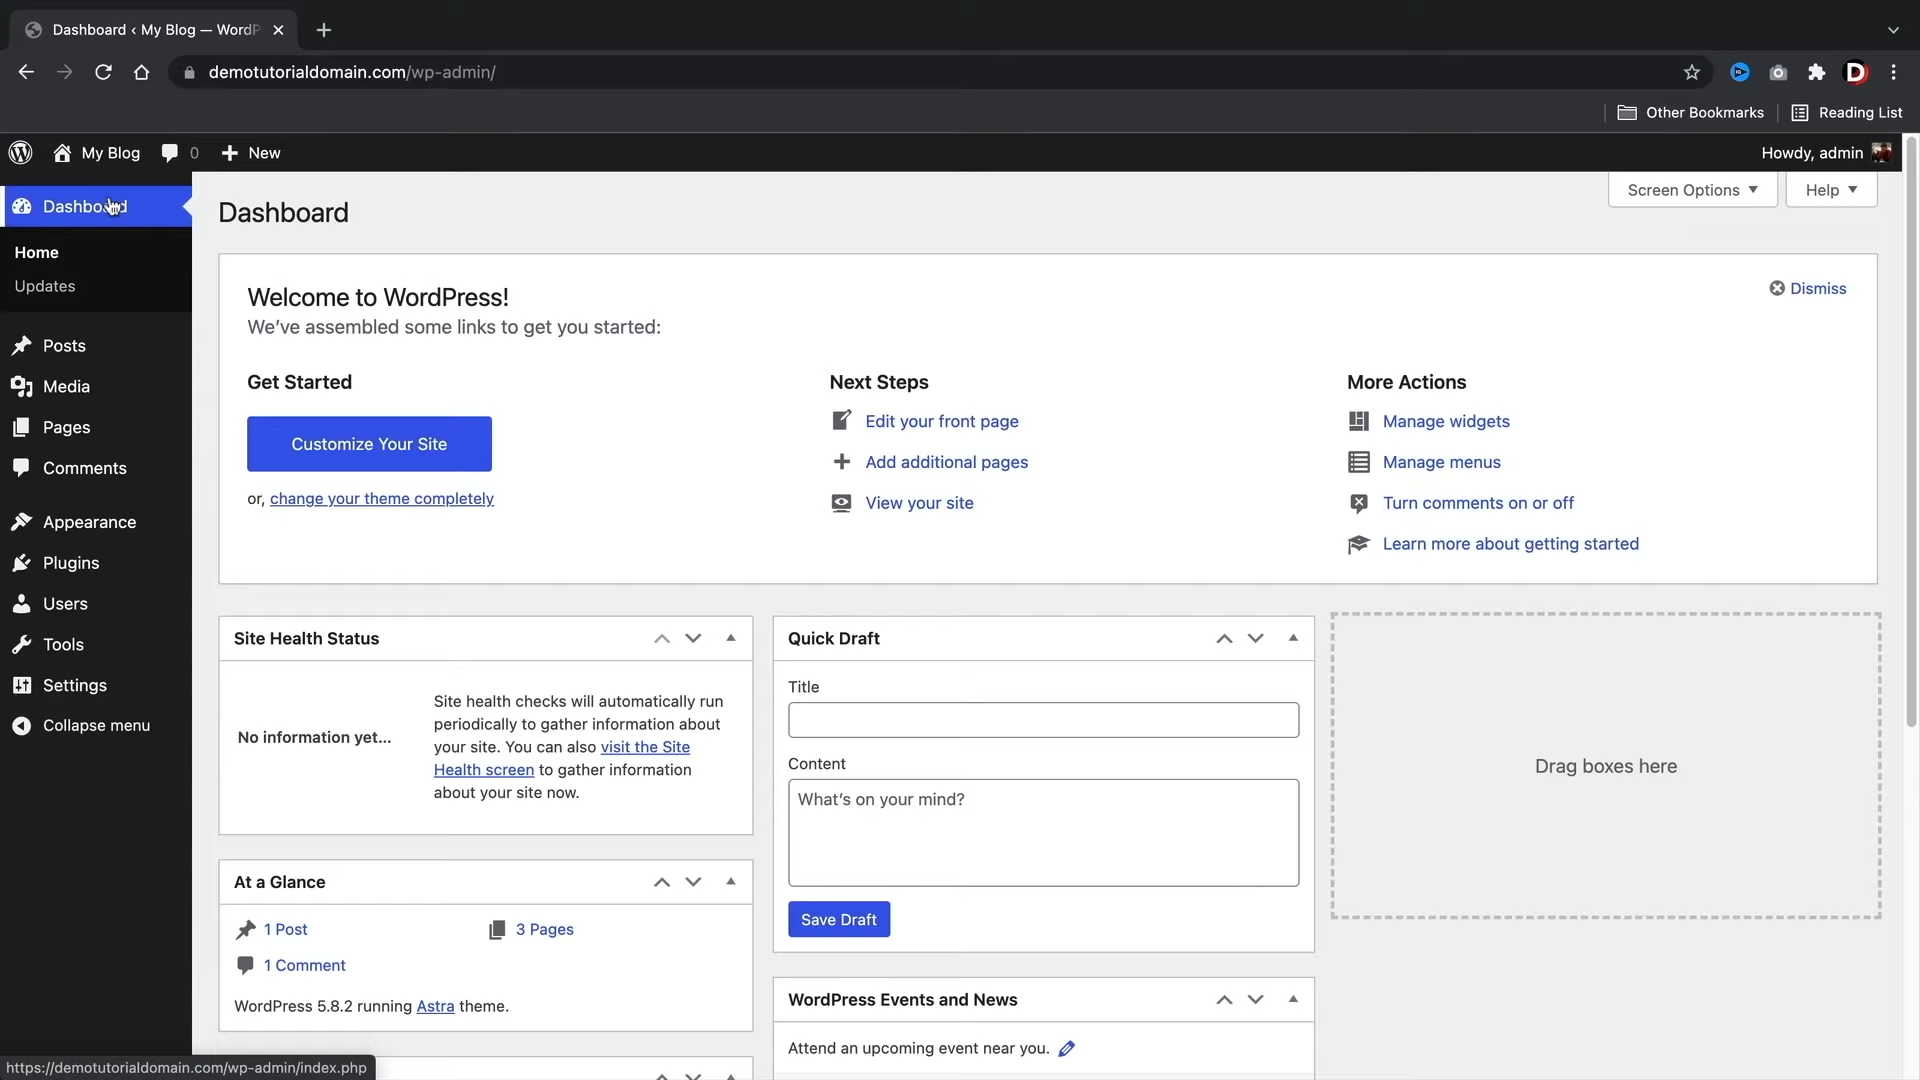 Dashboard ‹ My Blog — WordP
demotutorialdomain.com/wp-admin/
Other Bookmarks
Reading List
My Blog
0
New
Howdy, admin
Dashboard
Home
Updates
Posts
Media
Pages
Comments
Appearance
Plugins
Users
Tools
Settings
Collapse menu
Dashboard
Screen Options
Help
Welcome to WordPress!
We've assembled some links to get you started:
Dismiss
Get Started
Customize Your Site
or, change your theme completely
Next Steps
Edit your front page
Add additional pages
View your site
More Actions
Manage widgets
Manage menus
Turn comments on or off
Learn more about getting started
Site Health Status
No information yet...
Site health checks will automatically run
periodically to gather information about
your site. You can also visit the Site
Health screen to gather information
about your site now.
At a Glance
1 Post
3 Pages
1 Comment
WordPress 5.8.2 running Astra theme.
Quick Draft
Title
Content
What's on your mind?
Save Draft
WordPress Events and News
Attend an upcoming event near you.
Drag boxes here
https://demotutorialdomain.com/wp-admin/index.php